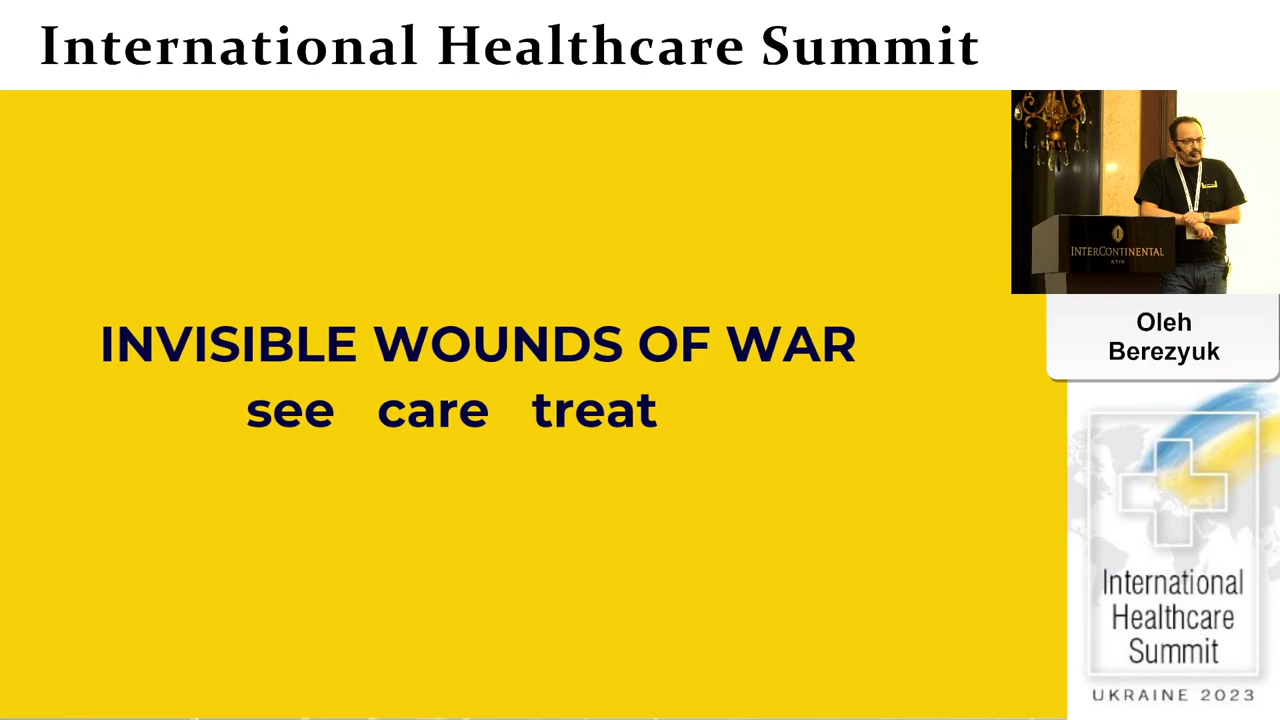 International Healthcare Summit
INVISIBLE WOUNDS OF WAR
see care treat
INTERCONTINENTAL
KYIV
Oleh
Berezyuk
International
Healthcare
Summit
UKRAINE 2023